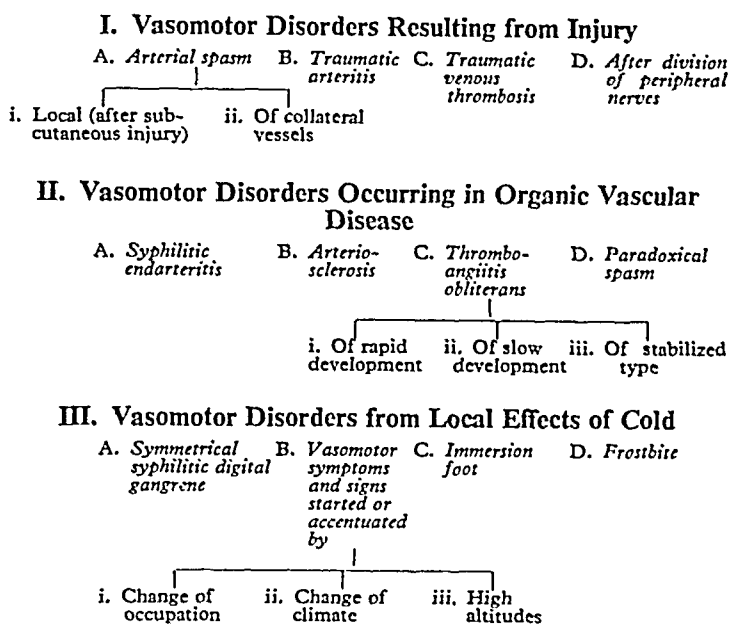 I. Vasomotor Disorders Resulting from Injury
A. Arterial spasm B. Traumatic arteritis C. Traumatic venous thrombosis D. After division of peripheral nerves
i. Local (after sub-
cutaneous injury)
ii. Of collateral
vessels
II. Vasomotor Disorders Occurring in Organic Vascular
Disease
A. Syphilitic
endarteritis
B. Arterio-
sclerosis
C. Thrombo-
angiitis
obliterans
D. Paradoxical
spasm
i. Of rapid
development
ii. Of slow
development
iii. Of stabilized
type
III. Vasomotor Disorders from Local Effects of Cold
A. Symmetrical
syphilitic digital
gangrene
B. Vasomotor
symptoms
and signs
started or
accentuated
by
C. Immersion
foot
D. Frostbite
i. Change of
occupation
ii. Change of
climate
iii. High
altitudes